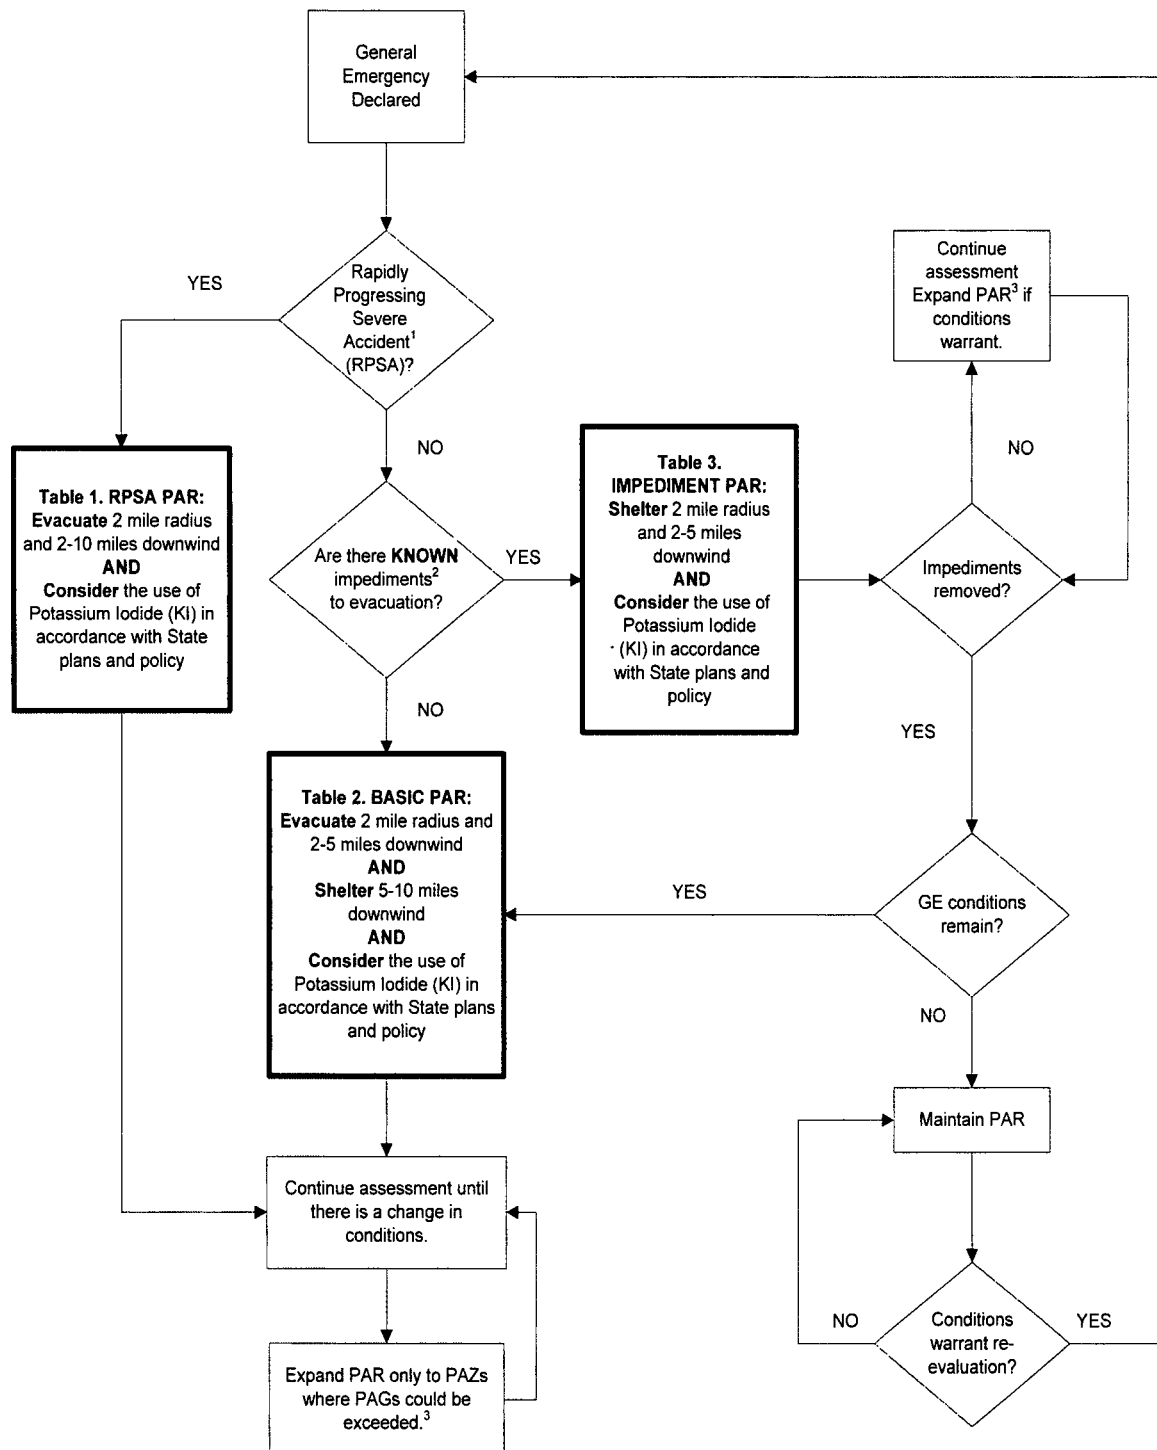 General
Emergency
Declared
YES
Rapidly
Progressing
Severe
Accident¹
(RPSA)?
NO
Continue
assessment
Expand PAR³ if
conditions
warrant.
NO
Table 1. RPSA PAR:
Evacuate 2 mile radius
and 2-10 miles downwind
AND
Consider the use of
Potassium Iodide (KI) in
accordance with State
plans and policy
Are there KNOWN
impediments²
to evacuation?
YES
Table 3.
IMPEDIMENT PAR:
Shelter 2 mile radius
and 2-5 miles
downwind
AND
Consider the use of
Potassium Iodide
(KI) in accordance
with State plans and
policy
Impediments
removed?
NO
YES
Table 2. BASIC PAR:
Evacuate 2 mile radius and
2-5 miles downwind
AND
Shelter 5-10 miles
downwind
AND
Consider the use of
Potassium Iodide (KI) in
accordance with State plans
and policy
YES
GE conditions
remain?
NO
Maintain PAR
Continue assessment until
there is a change in
conditions.
NO
Conditions
warrant re-
evaluation?
YES
Expand PAR only to PAZs
where PAGs could be
exceeded.³